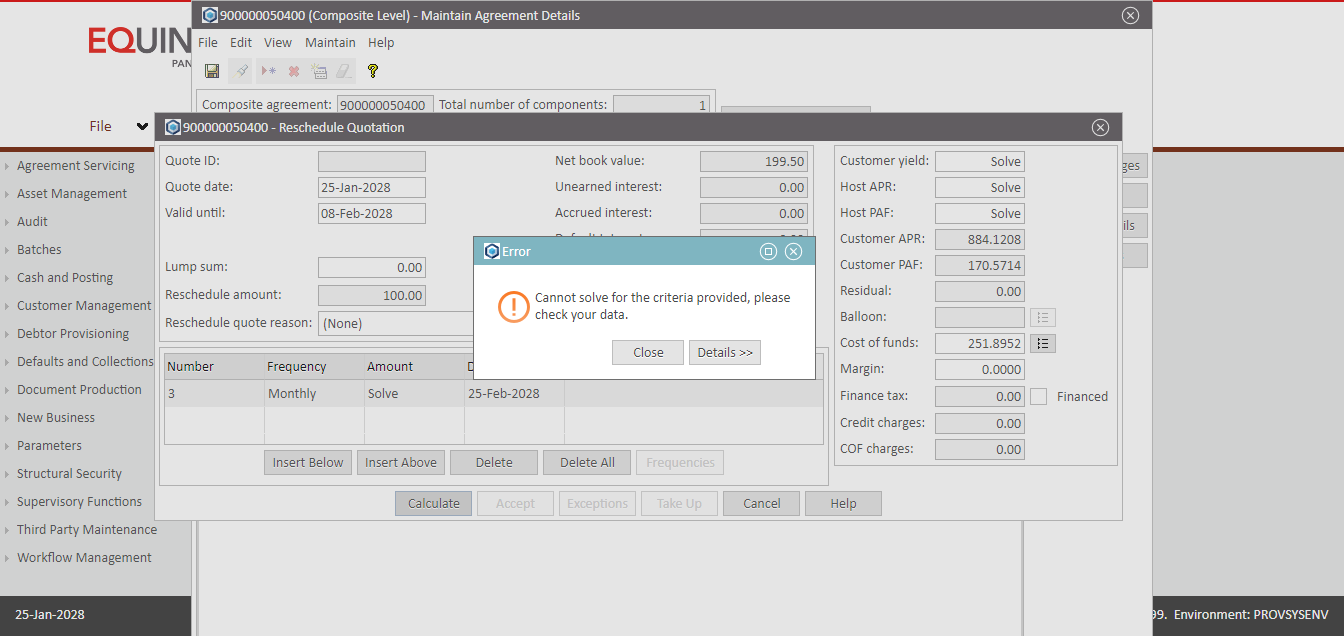 900000050400 (Composite Level) - Maintain Agreement Details
EQUIN
PAN
File Edit View Maintain Help
Composite agreement: 900000050400 Total number of components: 1
File
900000050400 - Reschedule Quotation
Agreement Servicing
Asset Management
Audit
Batches
Cash and Posting
Customer Management
Debtor Provisioning
Defaults and Collections
Document Production
New Business
Parameters
Structural Security
Supervisory Functions
Third Party Maintenance
Workflow Management
Quote ID:
Quote date: 25-Jan-2028
Valid until: 08-Feb-2028
Lump sum: 0.00
Reschedule amount: 100.00
Reschedule quote reason: (None)
Net book value: 199.50
Unearned interest: 0.00
Accrued interest: 0.00
Customer yield: Solve
Host APR: Solve
Host PAF: Solve
Customer APR: 884.1208
Customer PAF: 170.5714
Residual: 0.00
Balloon:
Cost of funds: 251.8952
Margin: 0.0000
Finance tax: 0.00 Financed
Credit charges: 0.00
COF charges: 0.00
ges
ils
Error
Cannot solve for the criteria provided, please
check your data.
Close Details >>
Number Frequency Amount D
3 Monthly Solve 25-Feb-2028
Insert Below Insert Above Delete Delete All Frequencies
Calculate Accept Exceptions Take Up Cancel Help
25-Jan-2028
99. Environment: PROVSYSENV